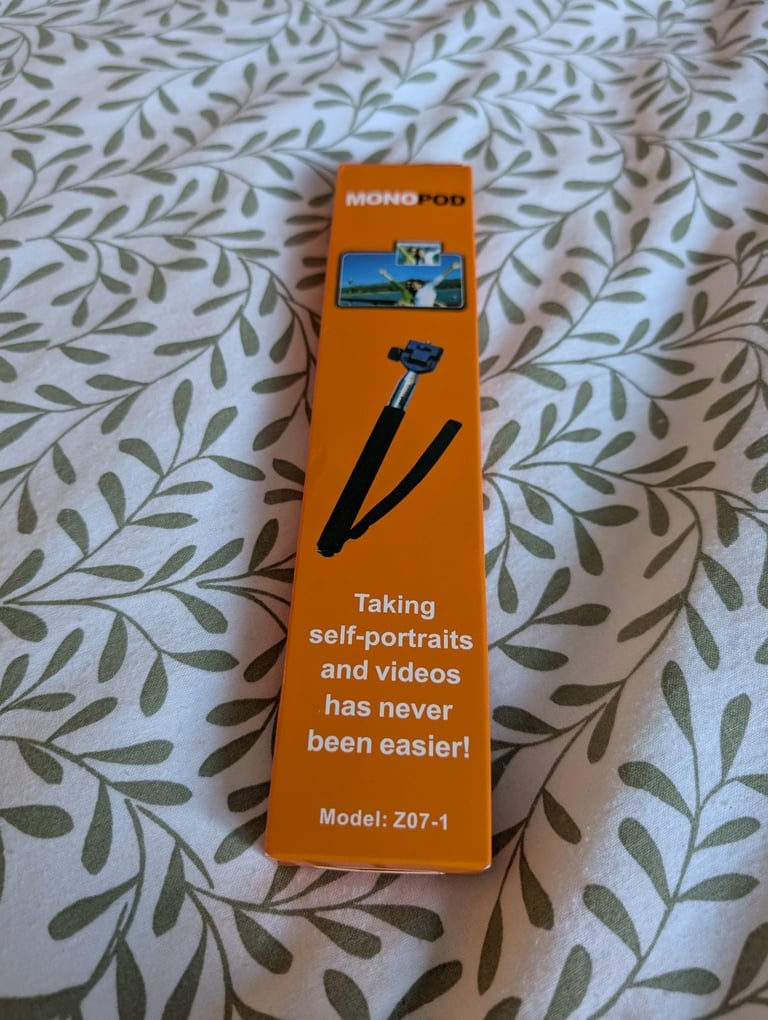 MONOPOD
Taking
self-portraits
and videos
has never
been easier!
Model: Z07-1